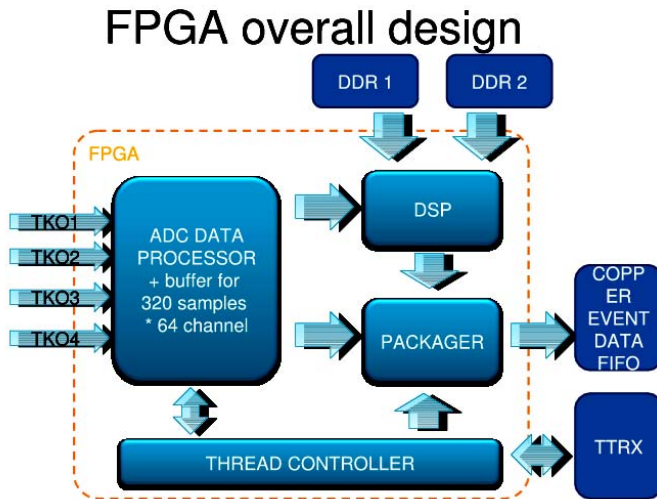 FPGA overall design
DDR 1
DDR 2
FPGA
TKO1
TKO2
TKO3
TKO4
ADC DATA
PROCESSOR
+ buffer for
320 samples
* 64 channel
DSP
PACKAGER
COPP
ER
EVENT
DATA
FIFO
THREAD CONTROLLER
TTRX